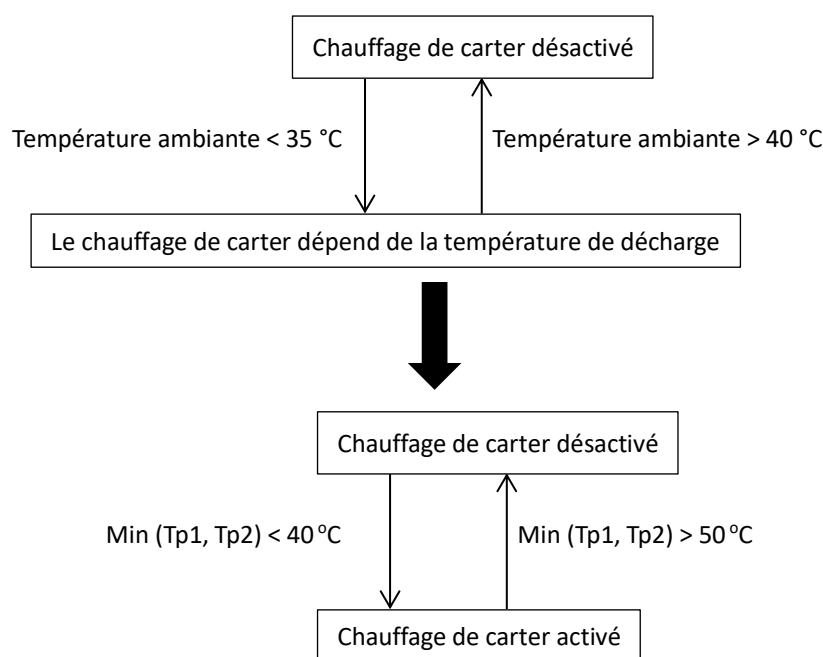 Chauffage de carter désactivé
Température ambiante < 35 °C
Température ambiante > 40 °C
Le chauffage de carter dépend de la température de décharge
Chauffage de carter désactivé
Min (Tp1, Tp2) < 40 °C
Min (Tp1, Tp2) > 50 °C
Chauffage de carter activé